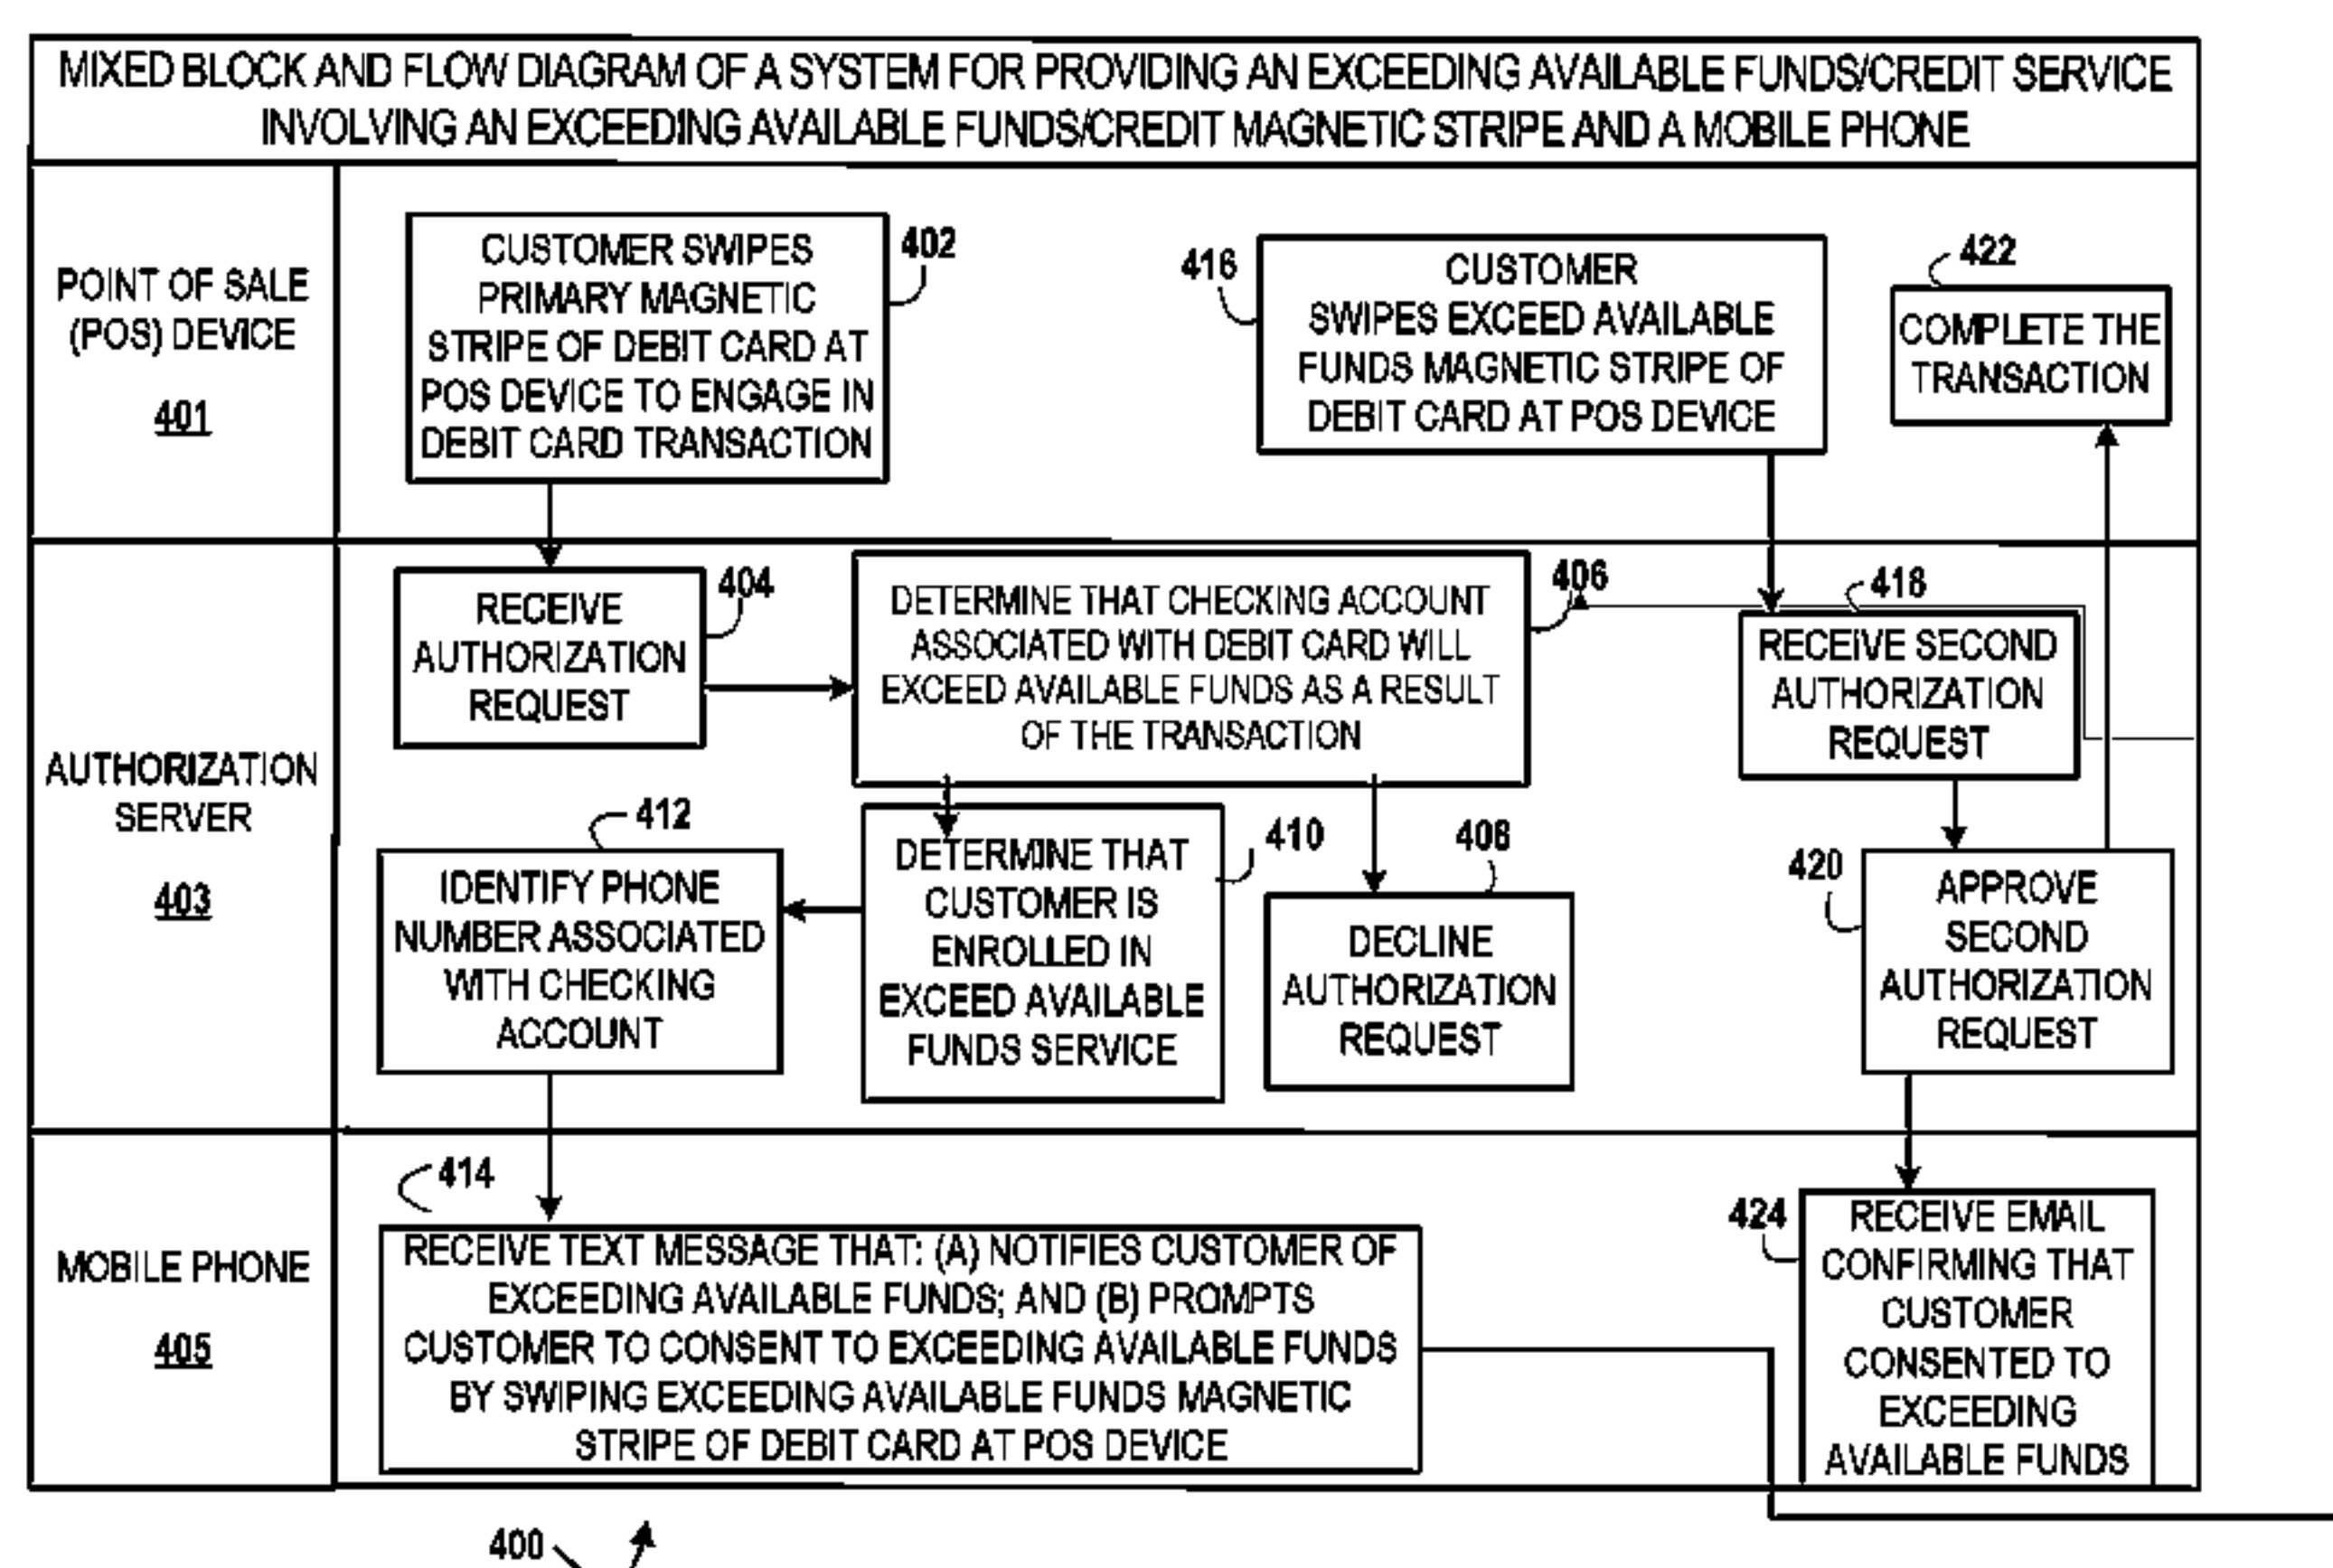 MIXED BLOCK AND FLOW DIAGRAM OF A SYSTEM FOR PROVIDING AN EXCEEDING AVAILABLE FUNDS/CREDIT SERVICE
INVOLVING AN EXCEEDING AVAILABLE FUNDS/CREDIT MAGNETIC STRIPE AND A MOBILE PHONE
POINT OF SALE
(POS) DEVICE
401
CUSTOMER SWIPES
PRIMARY MAGNETIC
STRIPE OF DEBIT CARD AT
POS DEVICE TO ENGAGE IN
DEBIT CARD TRANSACTION
402
416
CUSTOMER
SWIPES EXCEED AVAILABLE
FUNDS MAGNETIC STRIPE OF
DEBIT CARD AT POS DEVICE
422
COMPLETE THE
TRANSACTION
AUTHORIZATION
SERVER
403
RECEIVE
AUTHORIZATION
REQUEST
404
DETERMINE THAT CHECKING ACCOUNT
ASSOCIATED WITH DEBIT CARD WILL
EXCEED AVAILABLE FUNDS AS A RESULT
OF THE TRANSACTION
406
418
RECEIVE SECOND
AUTHORIZATION
REQUEST
412
IDENTIFY PHONE
NUMBER ASSOCIATED
WITH CHECKING
ACCOUNT
DETERMINE THAT
CUSTOMER IS
ENROLLED IN
EXCEED AVAILABLE
FUNDS SERVICE
410
408
DECLINE
AUTHORIZATION
REQUEST
420
APPROVE
SECOND
AUTHORIZATION
REQUEST
MOBILE PHONE
405
414
RECEIVE TEXT MESSAGE THAT: (A) NOTIFIES CUSTOMER OF
EXCEEDING AVAILABLE FUNDS; AND (B) PROMPTS
CUSTOMER TO CONSENT TO EXCEEDING AVAILABLE FUNDS
BY SWIPING EXCEEDING AVAILABLE FUNDS MAGNETIC
STRIPE OF DEBIT CARD AT POS DEVICE
424
RECEIVE EMAIL
CONFIRMING THAT
CUSTOMER
CONSENTED TO
EXCEEDING
AVAILABLE FUNDS
400